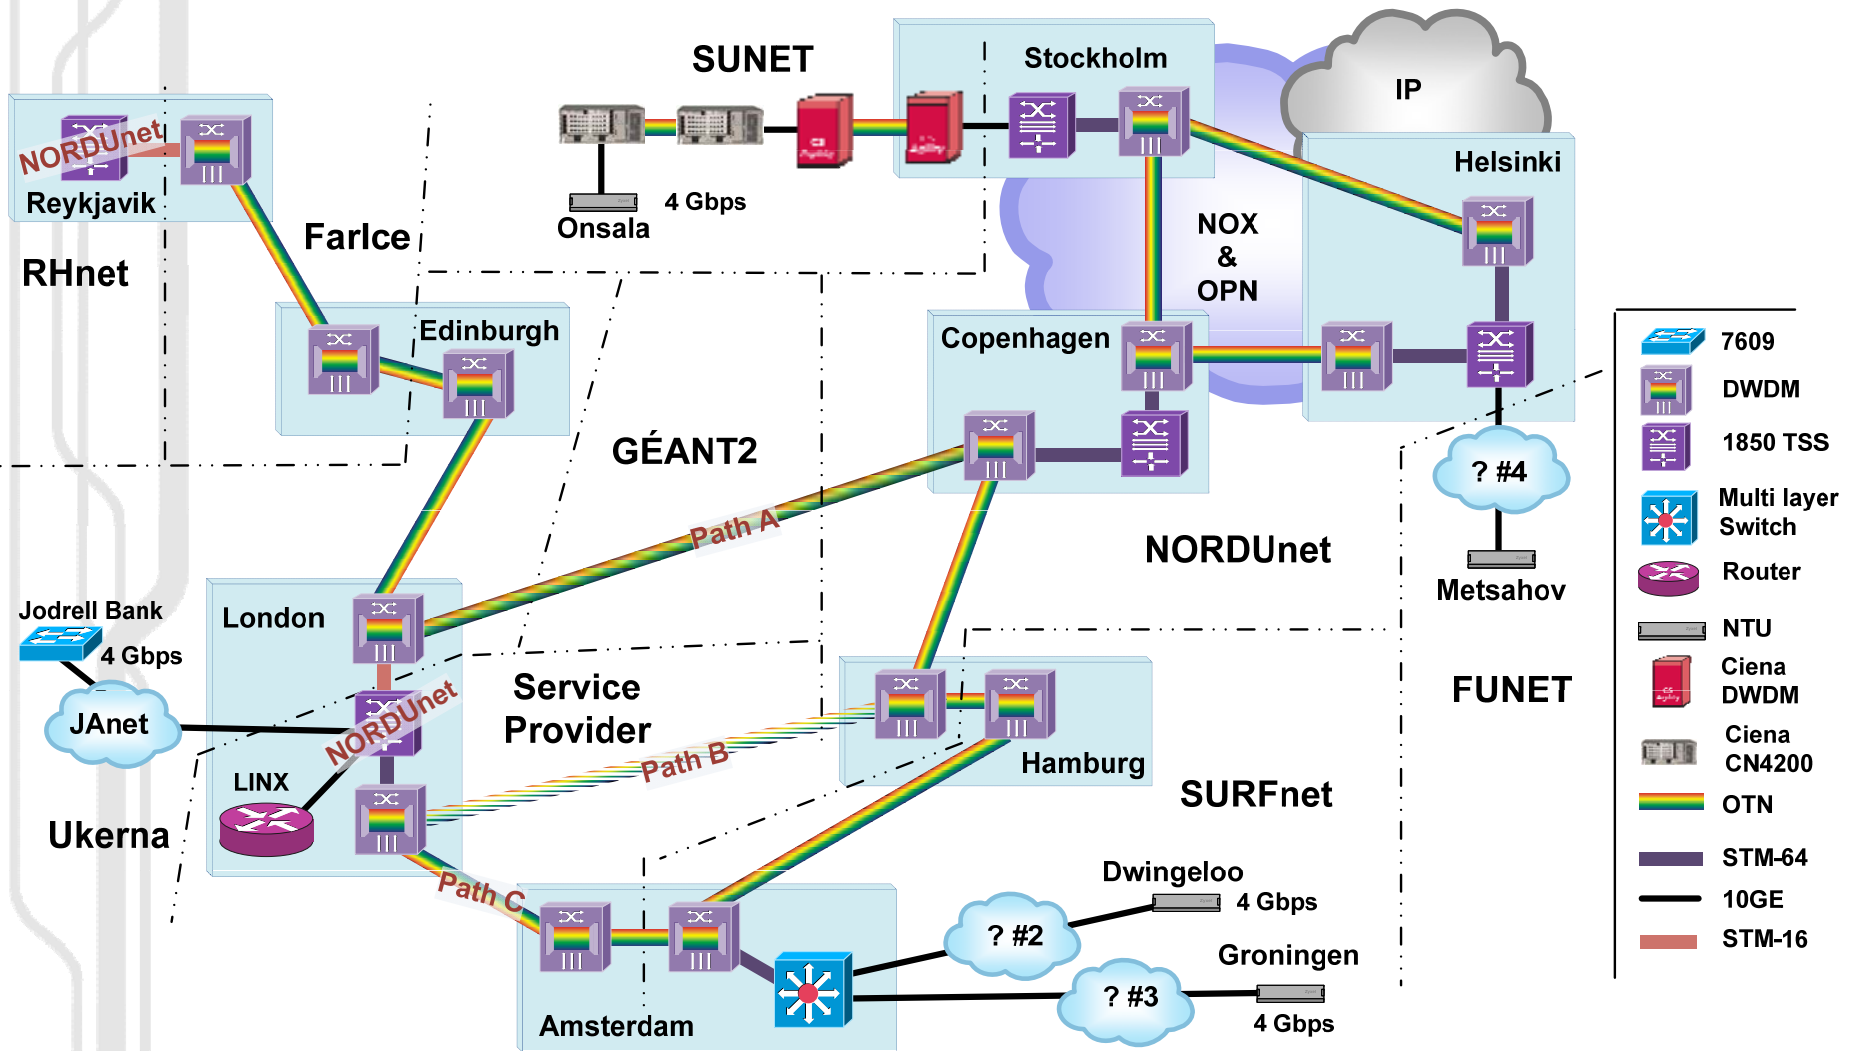 SUNET
Stockholm
IP
NORDUnet
Reykjavik
Helsinki
Onsala
4 Gbps
FarIce
RHnet
NOX
&
OPN
Edinburgh
Copenhagen
GÉANT2
? #4
Path A
NORDUnet
Metsahov
London
Jodrell Bank
4 Gbps
JAnet
NORDUnet
Service
Provider
Path B
Hamburg
FUNET
LINX
SURFnet
Ukerna
Path C
Dwingeloo
4 Gbps
? #2
Groningen
? #3
4 Gbps
Amsterdam
7609
DWDM
1850 TSS
Multi layer
Switch
Router
NTU
Ciena
DWDM
Ciena
CN4200
OTN
STM-64
10GE
STM-16